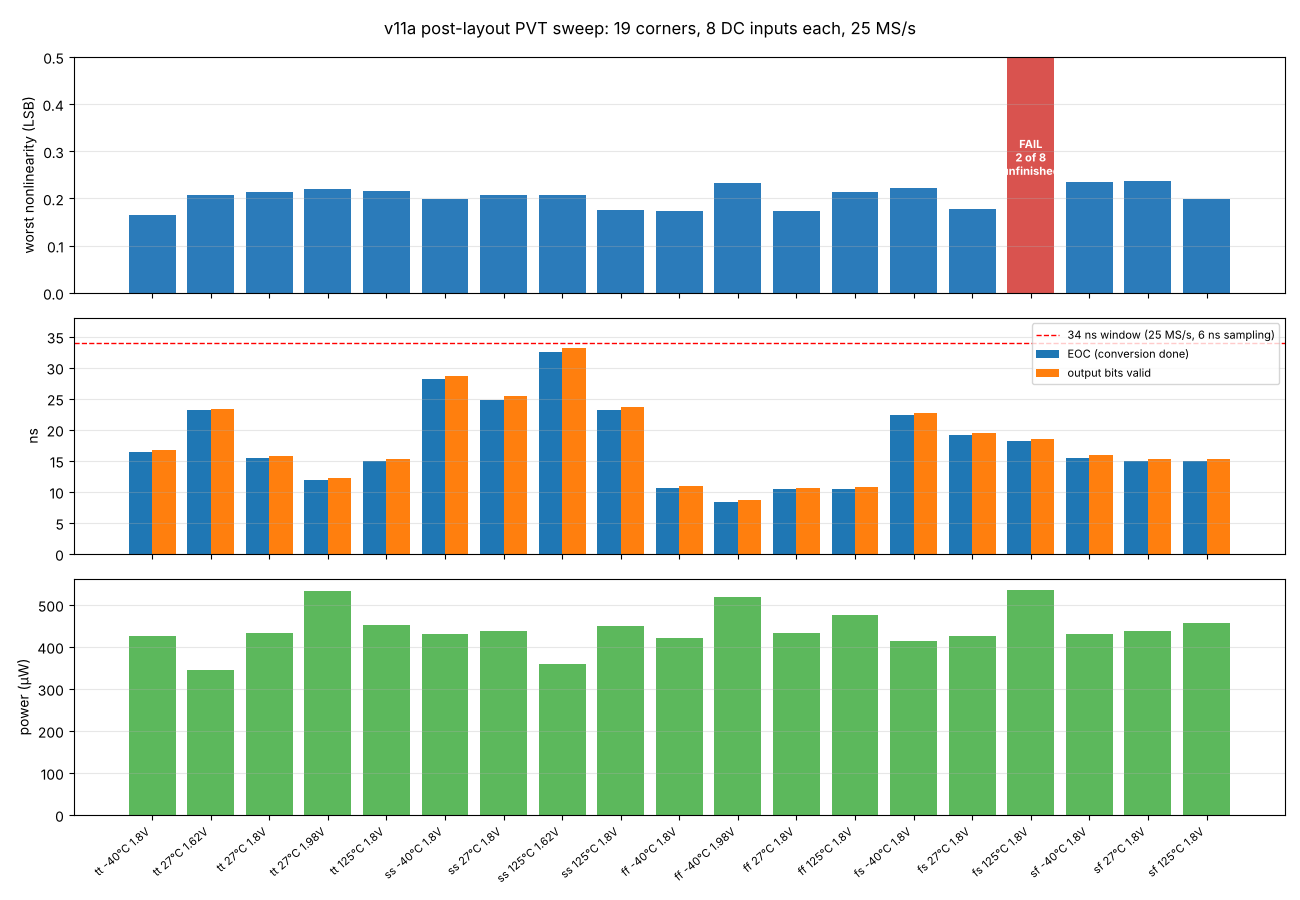 v11a post-layout PVT sweep: 19 corners, 8 DC inputs each, 25 MS/s
worst nonlinearity (LSB)
0.5
0.4
0.3
0.2
0.1
0.0
FAIL
2 of 8
unfinished
ns
35
30
25
20
15
10
5
0
34 ns window (25 MS/s, 6 ns sampling)
EOC (conversion done)
output bits valid
power (µW)
500
400
300
200
100
0
tt -40°C 1.8V
tt 27°C 1.62V
tt 27°C 1.8V
tt 27°C 1.98V
tt 125°C 1.8V
ss -40°C 1.8V
ss 27°C 1.8V
ss 125°C 1.62V
ss 125°C 1.8V
ff -40°C 1.8V
ff -40°C 1.98V
ff 27°C 1.8V
ff 125°C 1.8V
fs -40°C 1.8V
fs 27°C 1.8V
fs 125°C 1.8V
sf -40°C 1.8V
sf 27°C 1.8V
sf 125°C 1.8V